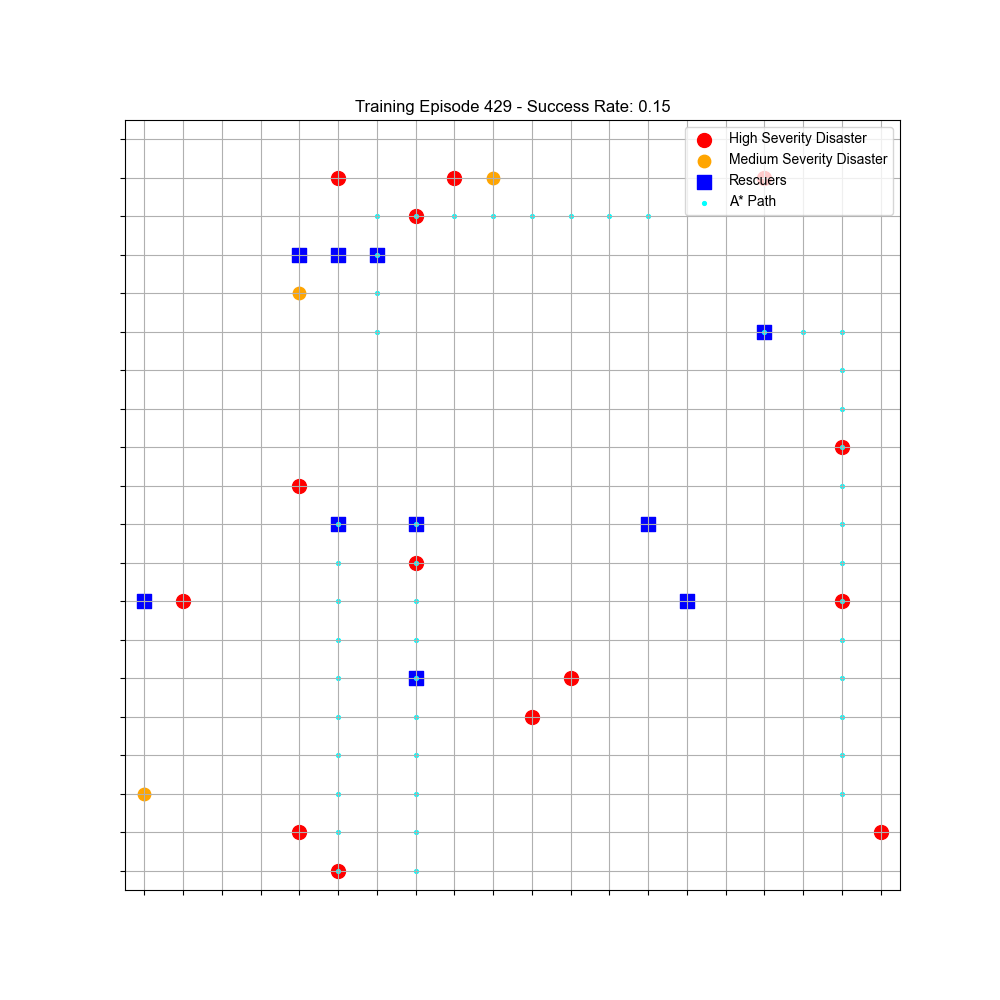 Training Episode 429 - Success Rate: 0.15
High Severity Disaster
Medium Severity Disaster
Rescuers
A* Path